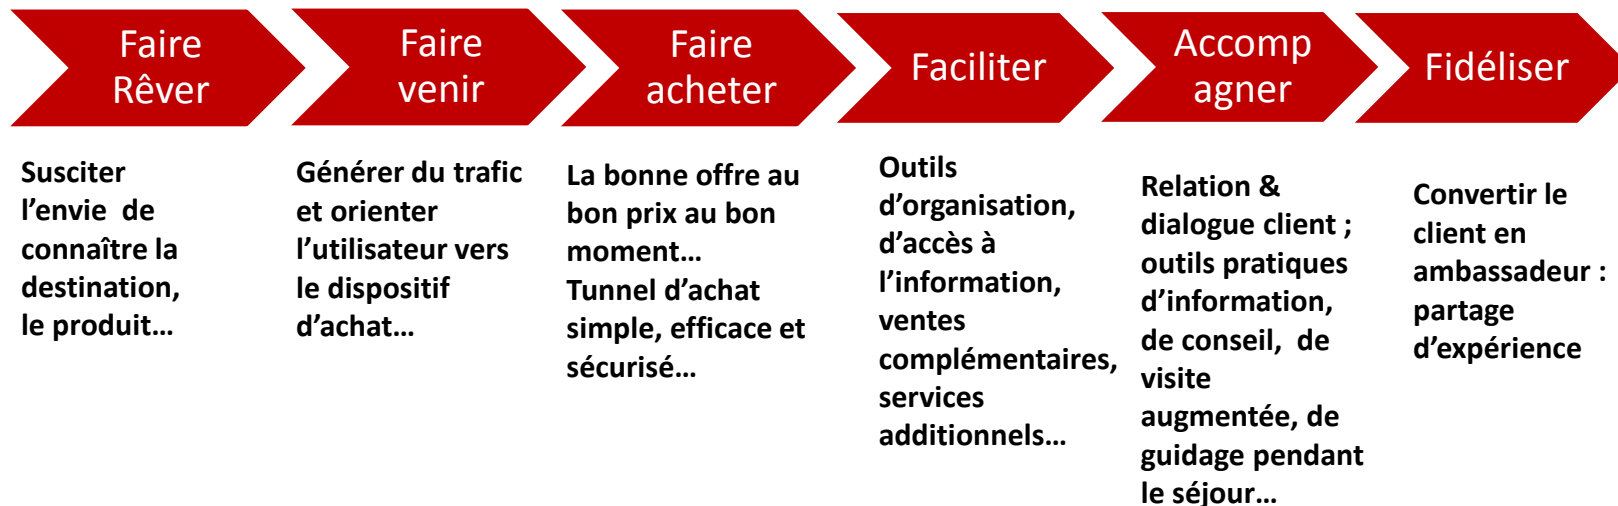 Faire
Rêver
Faire
venir
Faire
acheter
Faciliter
Accomp
agner
Fidéliser
Susciter
l’envie de
connaître la
destination,
le produit…
Générer du trafic
et orienter
l’utilisateur vers
le dispositif
d’achat…
La bonne offre au
bon prix au bon
moment…
Tunnel d’achat
simple, efficace et
sécurisé…
Outils
d’organisation,
d’accès à
l’information,
ventes
complémentaires,
services
additionnels…
Relation &
dialogue client ;
outils pratiques
d’information,
de conseil, de
visite
augmentée, de
guidage pendant
le séjour…
Convertir le
client en
ambassadeur :
partage
d’expérience